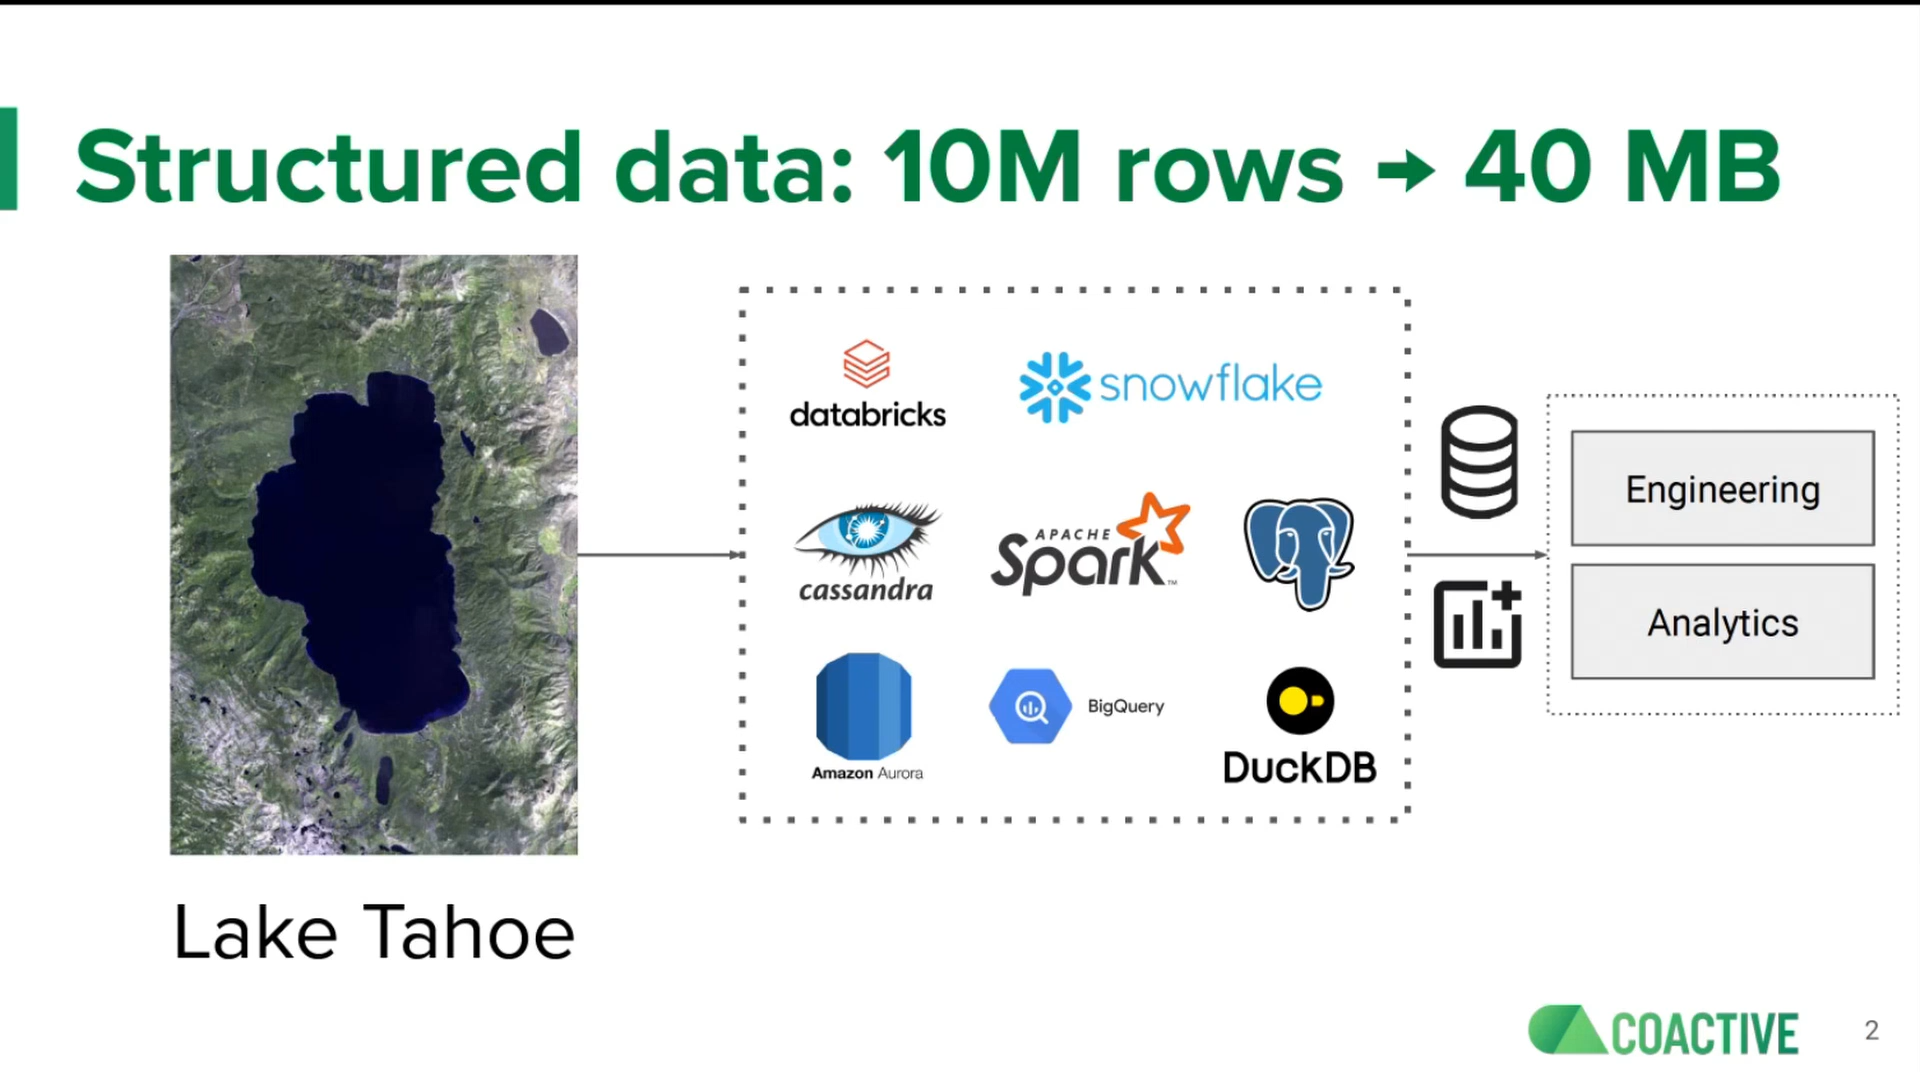 Structured data: 10M rows → 40 MB
databricks
snowflake
cassandra
APACHE
Spark™
Amazon Aurora
BigQuery
DuckDB
Engineering
Analytics
Lake Tahoe
COACTIVE
2